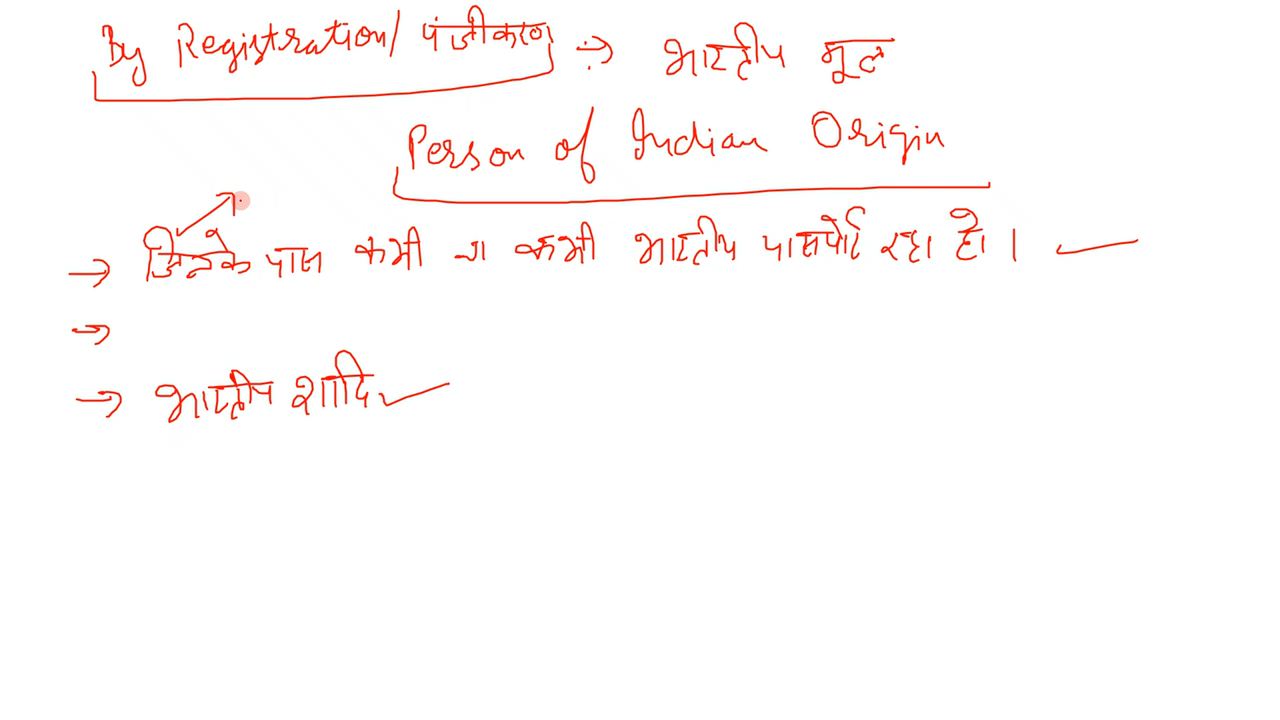 By Registration/ पंजीकरण :→ भारतीय मूल
Person of Indian Origin
→ जिनके पास कभी न कभी भारतीय पासपोर्ट रहा हो।
→
→ भारतीय शादि